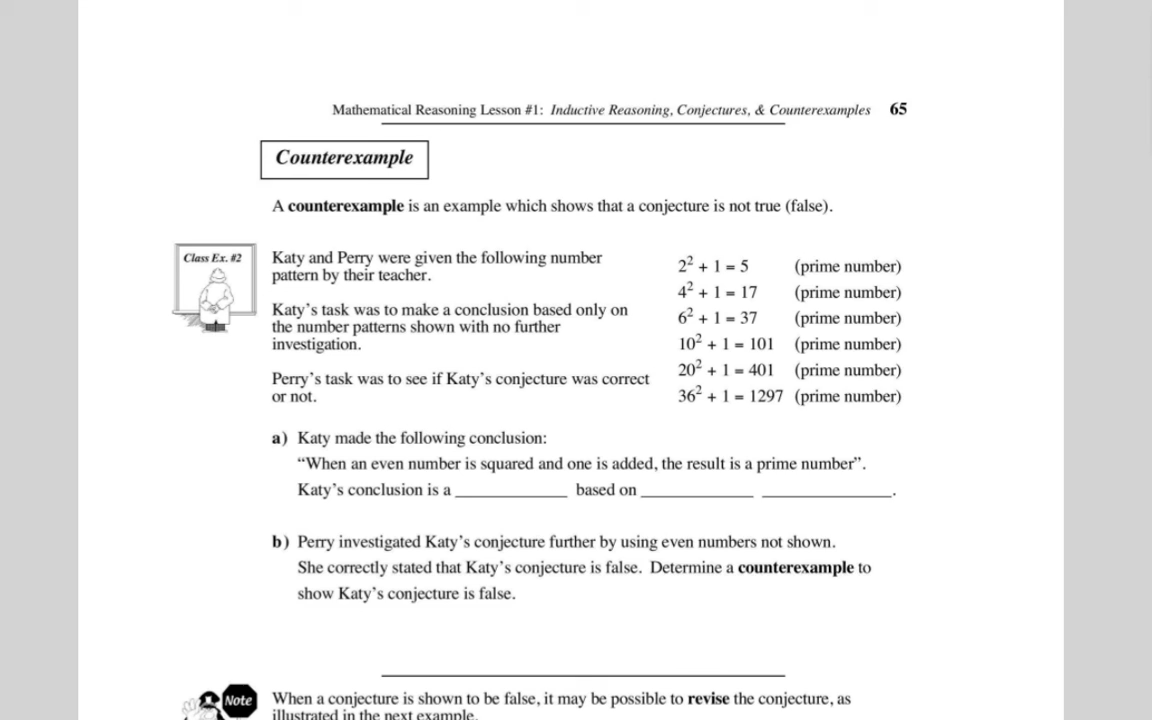 Mathematical Reasoning Lesson #1: Inductive Reasoning, Conjectures, & Counterexamples 65
Counterexample
A counterexample is an example which shows that a conjecture is not true (false).
Class Ex. #2
Katy and Perry were given the following number
pattern by their teacher.
Katy's task was to make a conclusion based only on
the number patterns shown with no further
investigation.
Perry's task was to see if Katy's conjecture was correct
or not.
2² + 1 = 5 (prime number)
4² + 1 = 17 (prime number)
6² + 1 = 37 (prime number)
10² + 1 = 101 (prime number)
20² + 1 = 401 (prime number)
36² + 1 = 1297 (prime number)
a) Katy made the following conclusion:
"When an even number is squared and one is added, the result is a prime number".
Katy's conclusion is a ____________ based on ____________ ______________.
b) Perry investigated Katy's conjecture further by using even numbers not shown.
She correctly stated that Katy's conjecture is false. Determine a counterexample to
show Katy's conjecture is false.
Note
When a conjecture is shown to be false, it may be possible to revise the conjecture, as
illustrated in the next example.